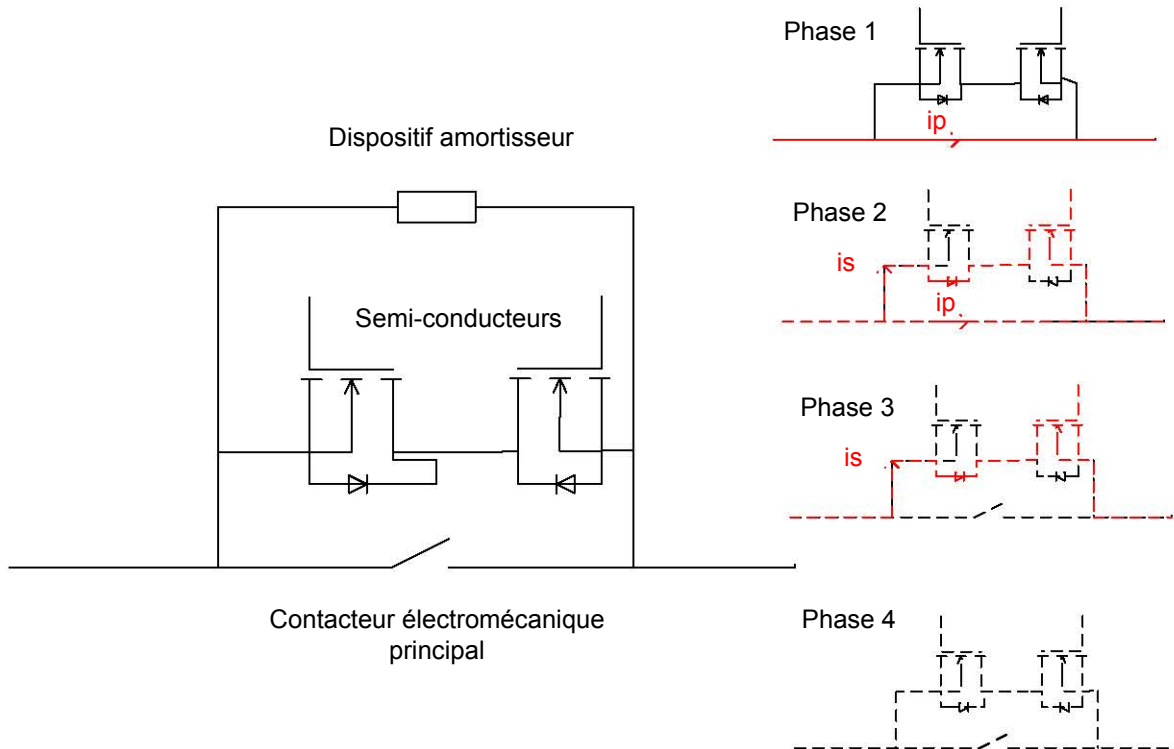 Dispositif amortisseur
Semi-conducteurs
Contacteur électromécanique
principal
Phase 1
ip
Phase 2
is
ip
Phase 3
is
Phase 4